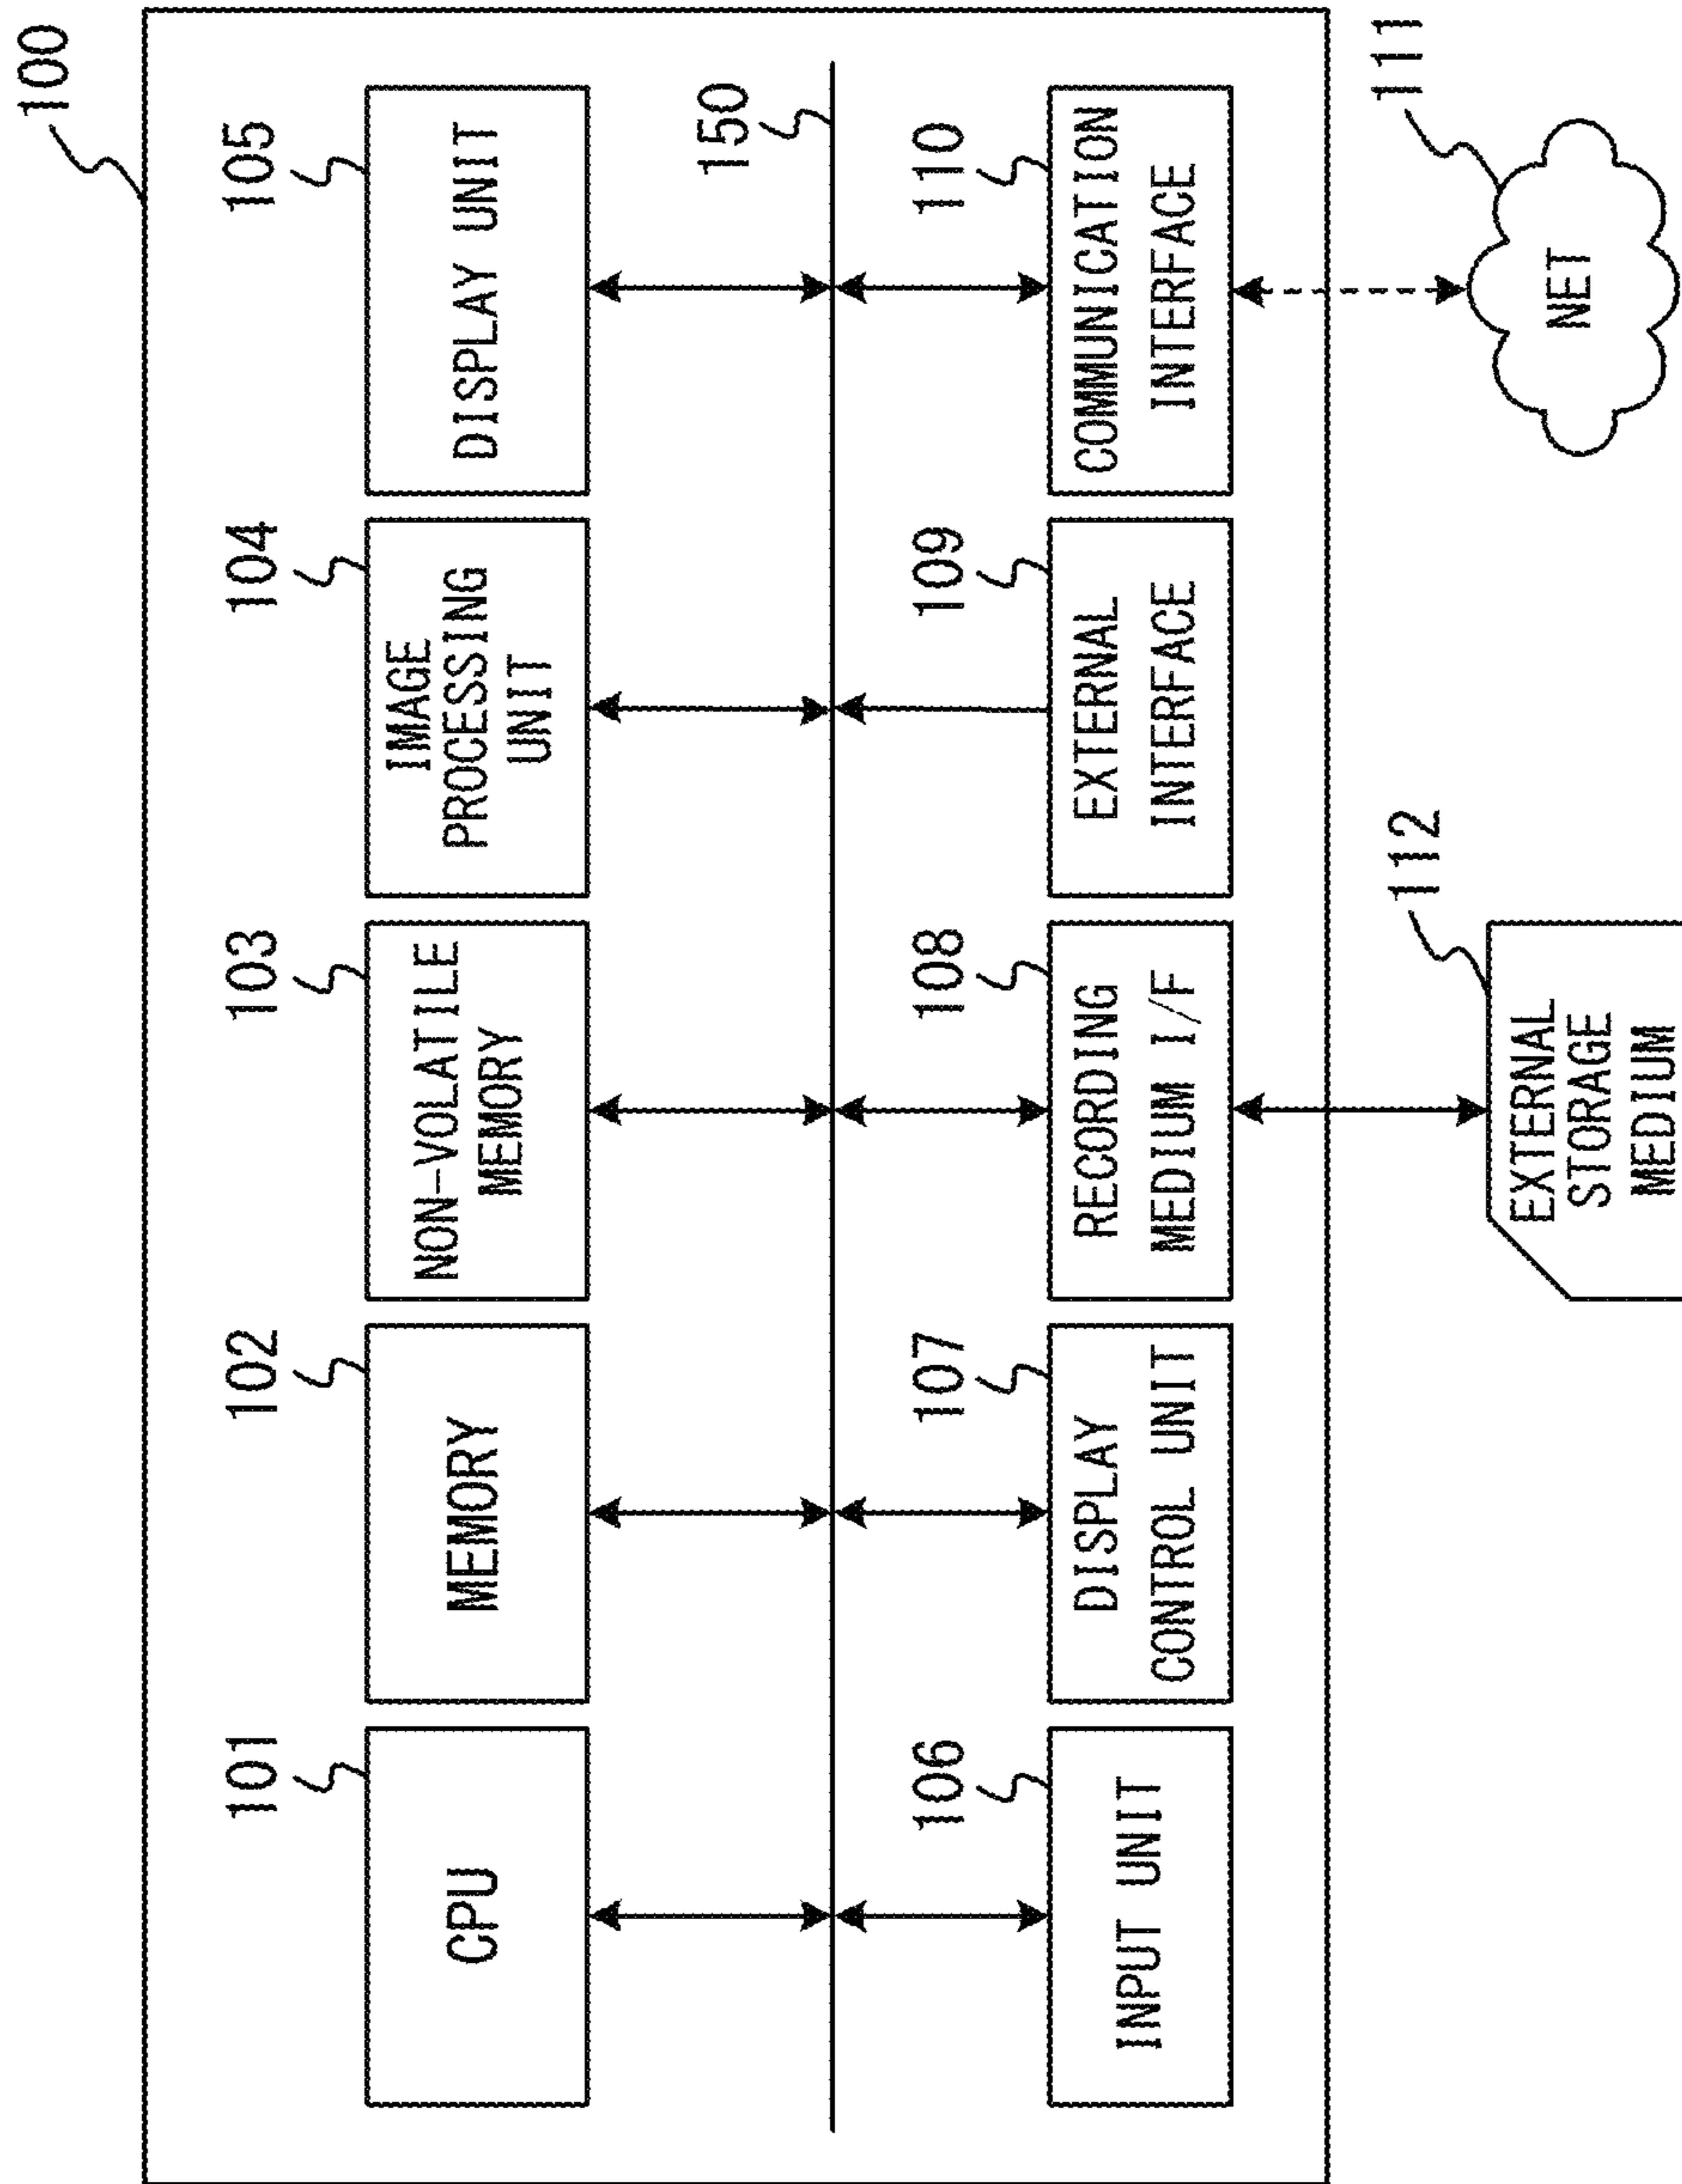 100
101
102
103
104
105
CPU
MEMORY
NON-VOLATILE
MEMORY
IMAGE
PROCESSING
UNIT
DISPLAY UNIT
150
106
107
108
109
110
INPUT UNIT
DISPLAY
CONTROL UNIT
RECORDING
MEDIUM I/F
EXTERNAL
INTERFACE
COMMUNICATION
INTERFACE
112
111
EXTERNAL
STORAGE
MEDIUM
NET